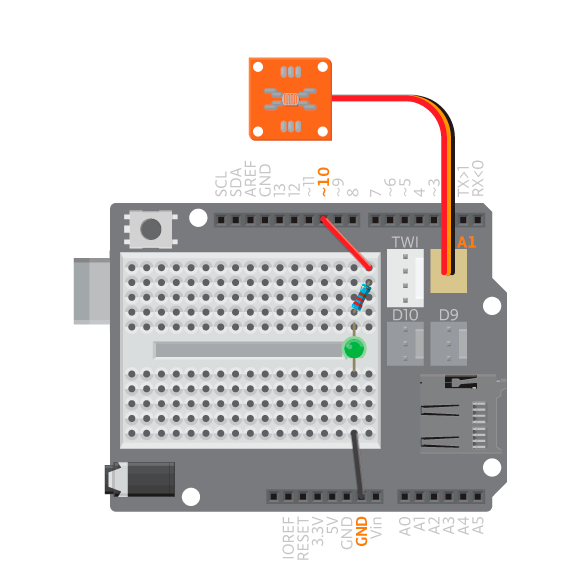 SCL
SDA
AREF
GND
13
12
~11
~10
~9
8
7
~6
~5
4
~3
TX>1
RX<0
TWI
A1
D10
D9
IOREF
RESET
3.3V
5V
GND
GND
Vin
A0
A1
A2
A3
A4
A5